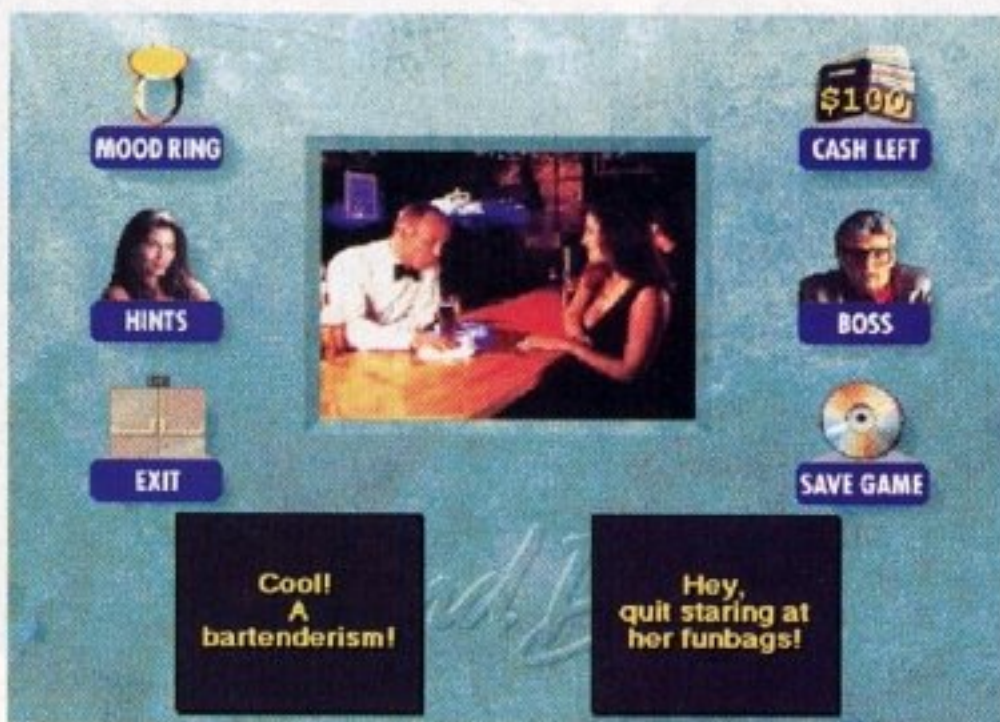 $100
MOOD RING
CASH LEFT
HINTS
BOSS
EXIT
SAVE GAME
Cool!
A
bartenderism!
Hey,
quit staring at
her funbags!